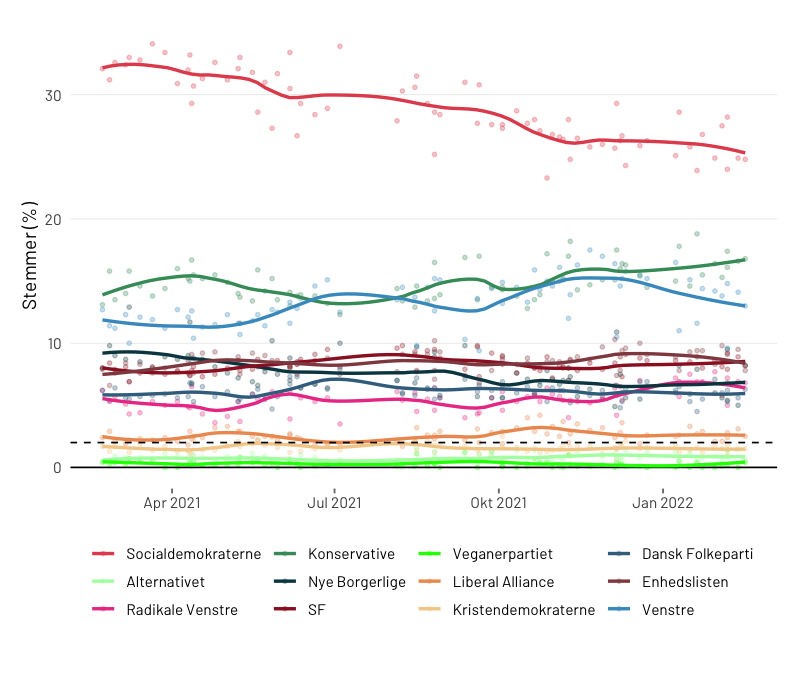 Stemmer(%)
30
20
10
0
Apr 2021 Jul 2021 Okt 2021 Jan 2022
Socialdemokraterne Konservative Veganerpartiet Dansk Folkeparti
Alternativet Nye Borgerlige Liberal Alliance Enhedslisten
Radikale Venstre SF Kristendemokraterne Venstre